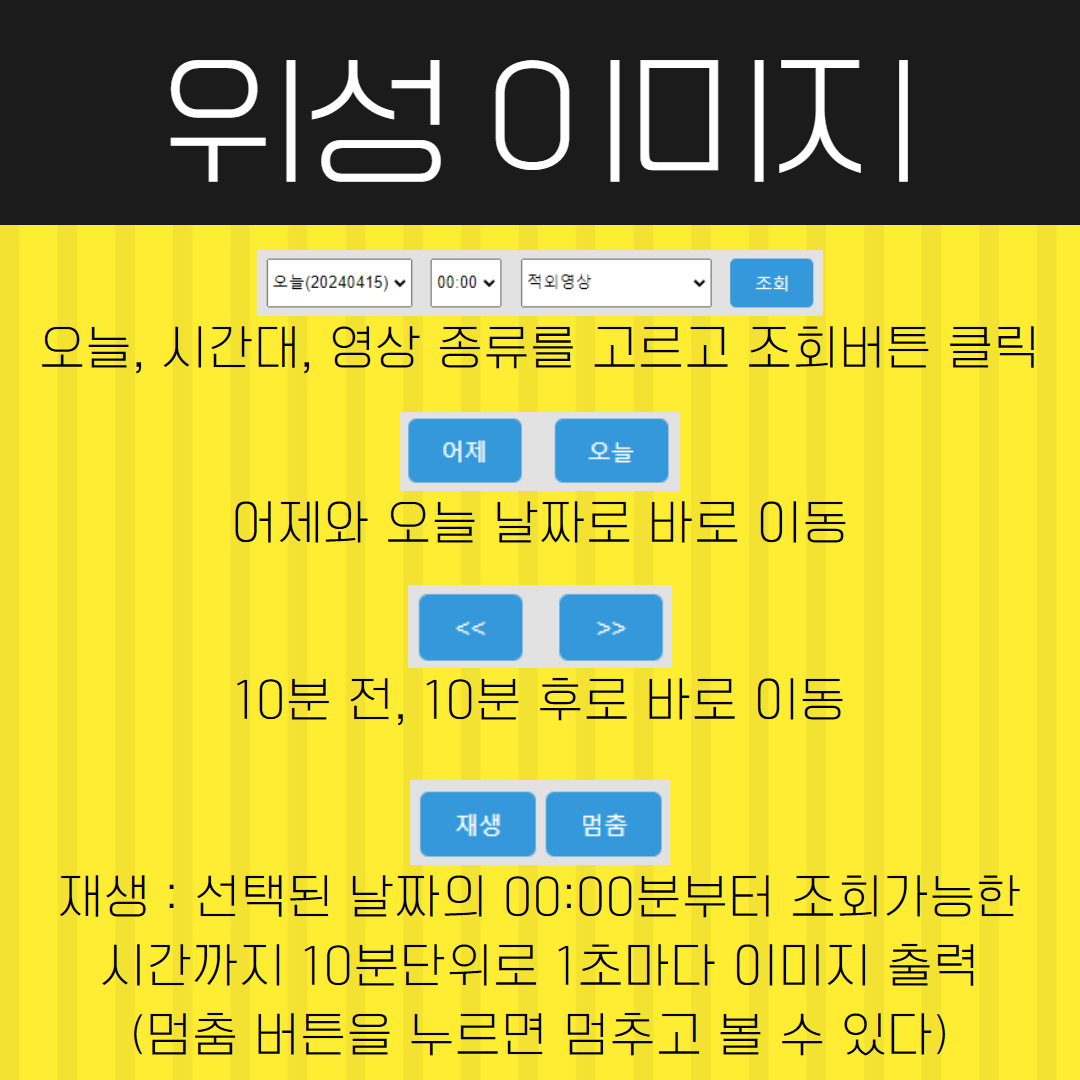 위성 이미지
오늘(20240415) 00:00 적외영상 조회
오늘, 시간대, 영상 종류를 고르고 조회버튼 클릭
어제 오늘
어제와 오늘 날짜로 바로 이동
<< >>
10분 전, 10분 후로 바로 이동
재생 멈춤
재생 : 선택된 날짜의 00:00분부터 조회가능한
시간까지 10분단위로 1초마다 이미지 출력
(멈춤 버튼을 누르면 멈추고 볼 수 있다)